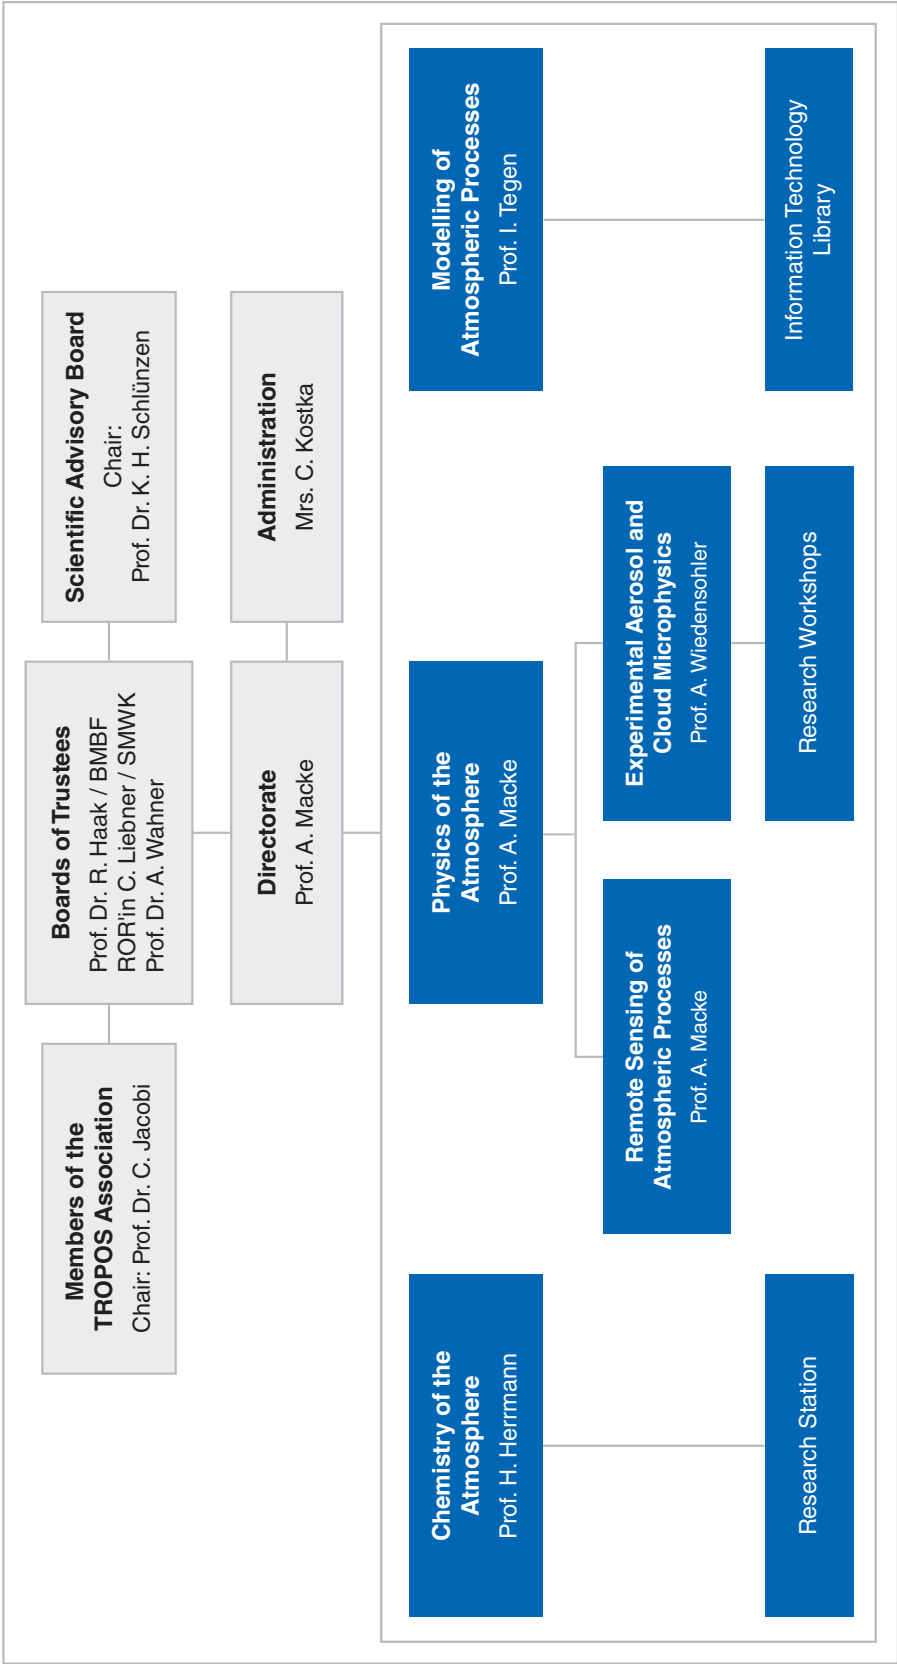 Members of the
TROPOS Association
Chair: Prof. Dr. C. Jacobi
Boards of Trustees
Prof. Dr. R. Haak / BMBF
ROR'in C. Liebner / SMWK
Prof. Dr. A. Wahner
Scientific Advisory Board
Chair:
Prof. Dr. K. H. Schlünzen
Directorate
Prof. A. Macke
Administration
Mrs. C. Kostka
Chemistry of the
Atmosphere
Prof. H. Herrmann
Physics of the
Atmosphere
Prof. A. Macke
Modelling of
Atmospheric Processes
Prof. I. Tegen
Remote Sensing of
Atmospheric Processes
Prof. A. Macke
Experimental Aerosol and
Cloud Microphysics
Prof. A. Wiedensohler
Research Station
Research Workshops
Information Technology
Library